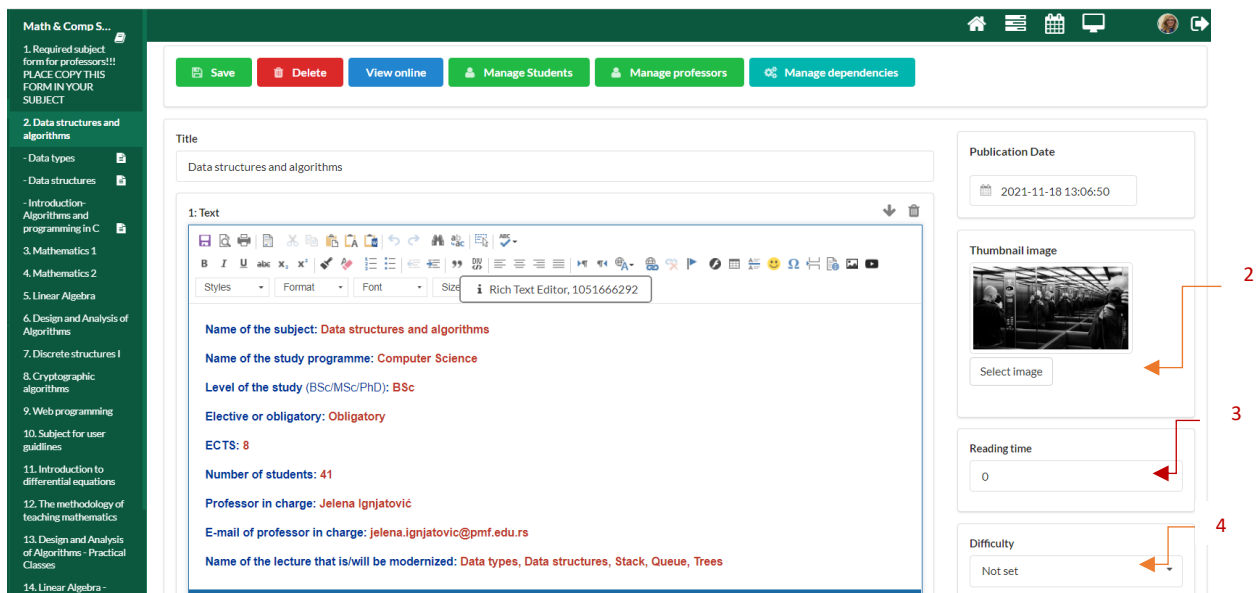 Math & Comp S...
1. Required subject
form for professors!!!
PLACE COPY THIS
FORM IN YOUR
SUBJECT
2. Data structures and
algorithms
- Data types
- Data structures
- Introduction-
Algorithms and
programming in C
3. Mathematics 1
4. Mathematics 2
5. Linear Algebra
6. Design and Analysis of
Algorithms
7. Discrete structures I
8. Cryptographic
algorithms
9. Web programming
10. Subject for user
guidlines
11. Introduction to
differential equations
12. The methodology of
teaching mathematics
13. Design and Analysis
of Algorithms - Practical
Classes
14. Linear Algebra -
Save Delete View online Manage Students Manage professors Manage dependencies
Title
Data structures and algorithms
1: Text
ABC
B I U abc x₂ x² DIV
Styles Format Font Size
i Rich Text Editor, 1051666292
Name of the subject: Data structures and algorithms
Name of the study programme: Computer Science
Level of the study (BSc/MSc/PhD): BSc
Elective or obligatory: Obligatory
ECTS: 8
Number of students: 41
Professor in charge: Jelena Ignjatović
E-mail of professor in charge: jelena.ignjatovic@pmf.edu.rs
Name of the lecture that is/will be modernized: Data types, Data structures, Stack, Queue, Trees
Publication Date
2021-11-18 13:06:50
Thumbnail image
Select image
2
Reading time
0
3
Difficulty
Not set
4